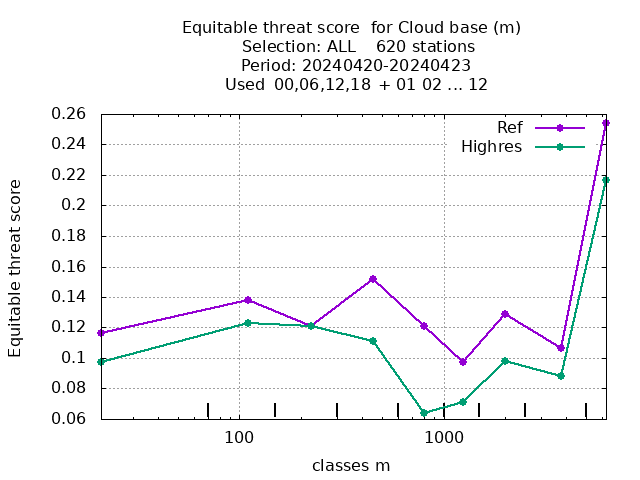 Equitable threat score  for Cloud base (m)
Selection: ALL    620 stations
Period: 20240420-20240423
Used  00,06,12,18 + 01 02 ... 12
Ref
Highres
0.26
0.24
0.22
0.2
0.18
0.16
0.14
0.12
0.1
0.08
0.06
Equitable threat score
100
1000
classes m